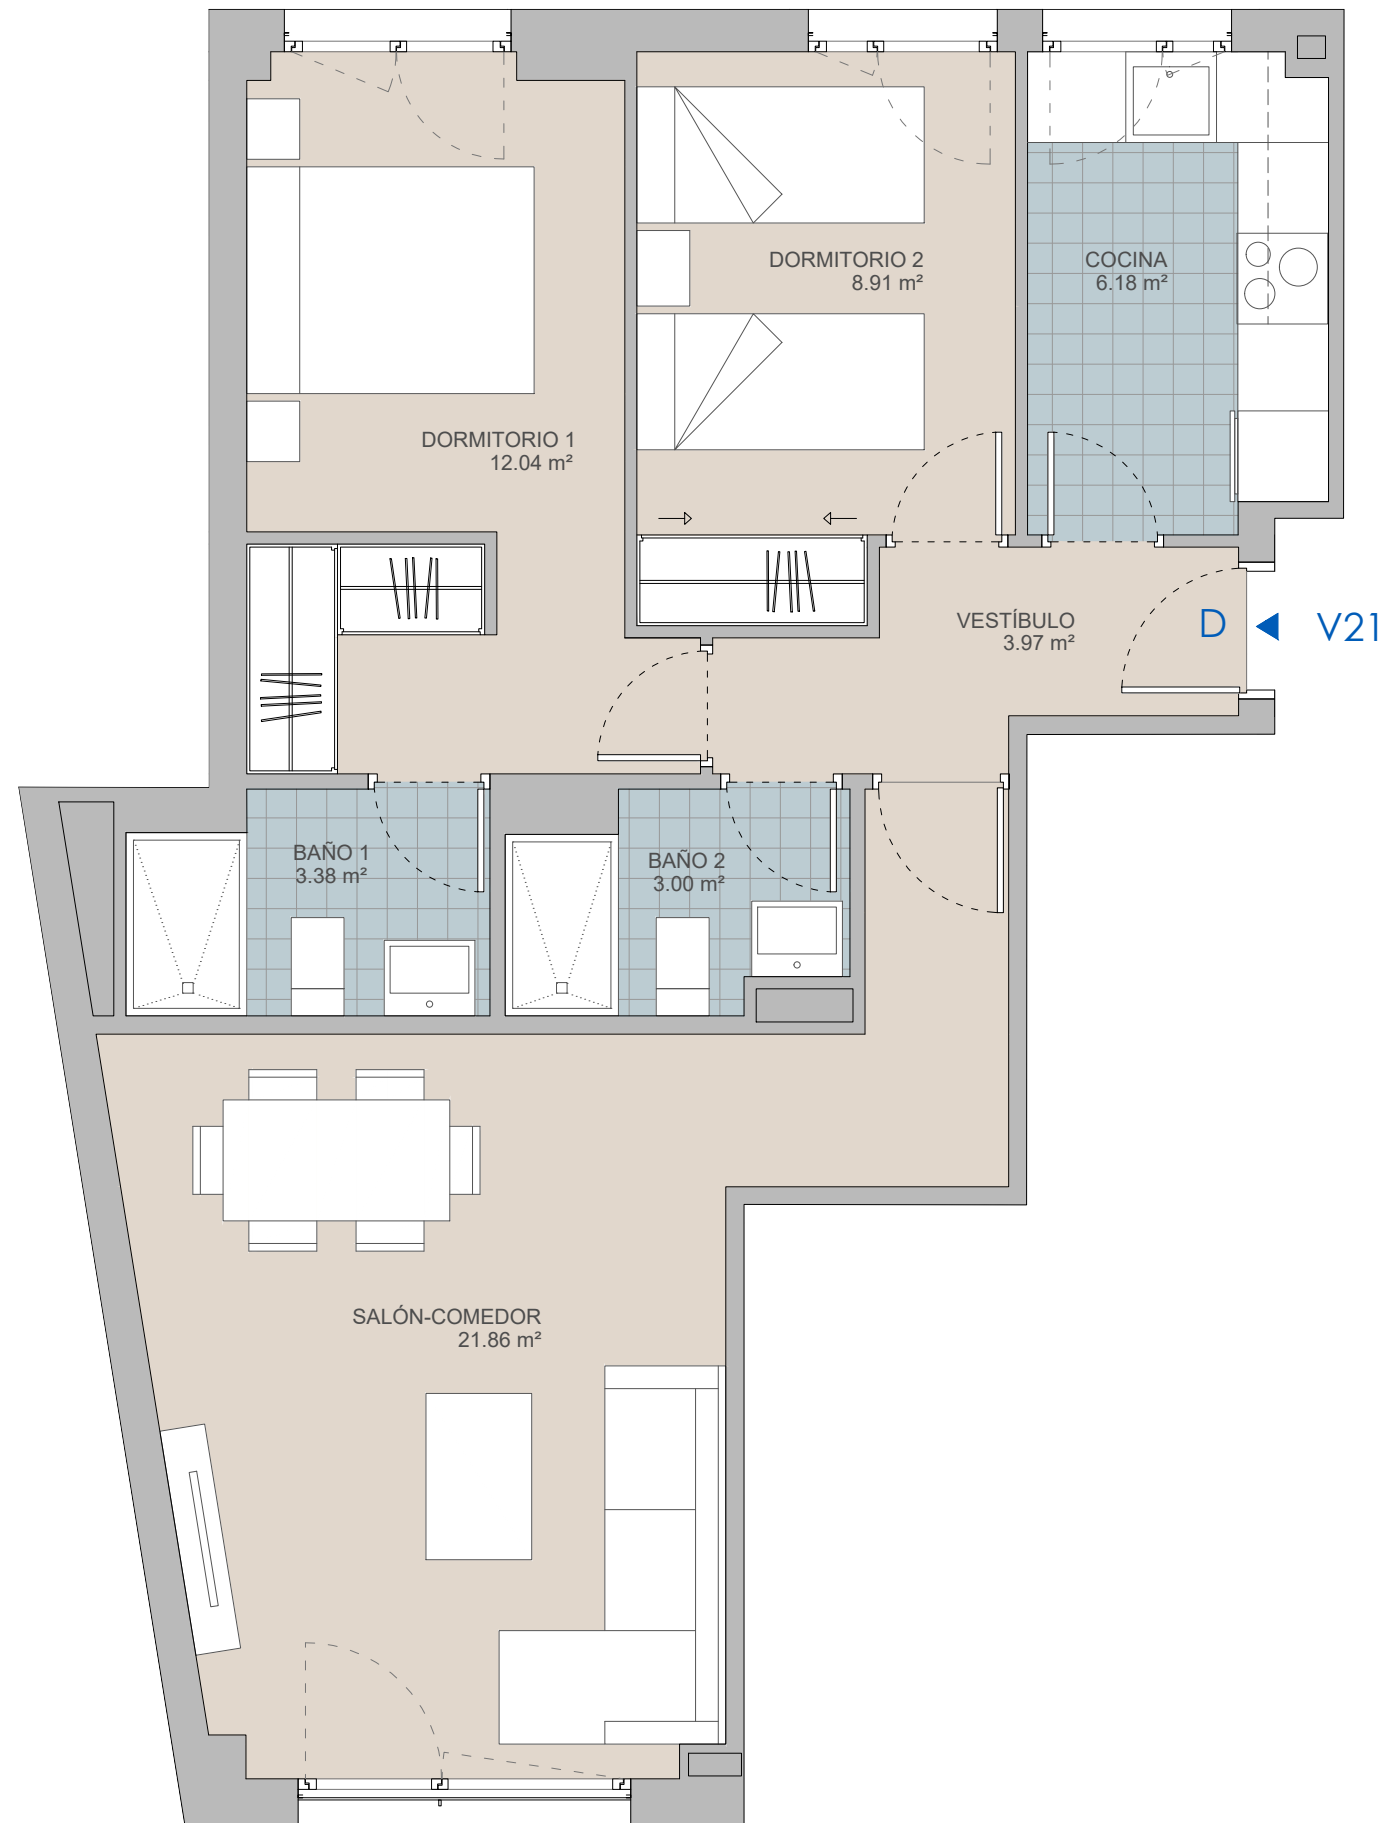 DORMITORIO 2
8.91 m²
COCINA
6.18 m²
DORMITORIO 1
12.04 m²
VESTÍBULO
3.97 m²
D
V21
BAÑO 1
3.38 m²
BAÑO 2
3.00 m²
SALÓN-COMEDOR
21.86 m²